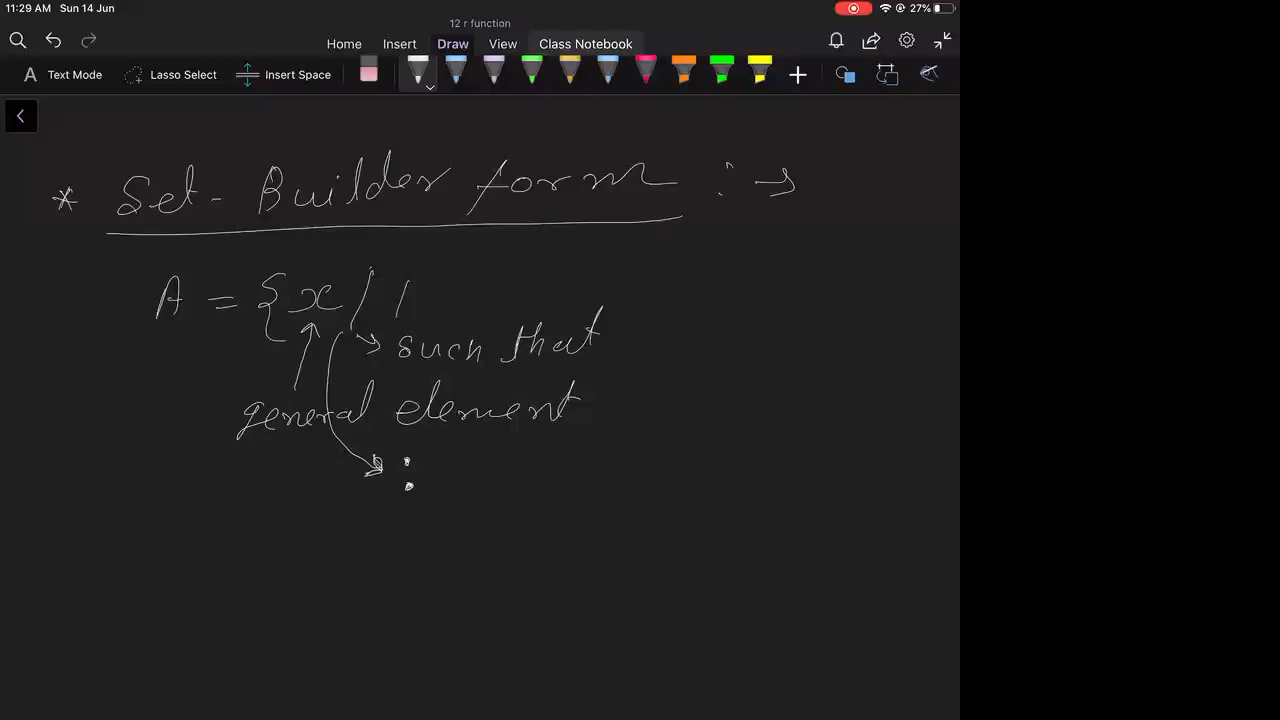 11:29 AM Sun 14 Jun
27%
12 r function
Home Insert Draw View Class Notebook
A Text Mode Lasso Select Insert Space
* Set-Builder form : →
A = {x / /
→ such that
general element
: